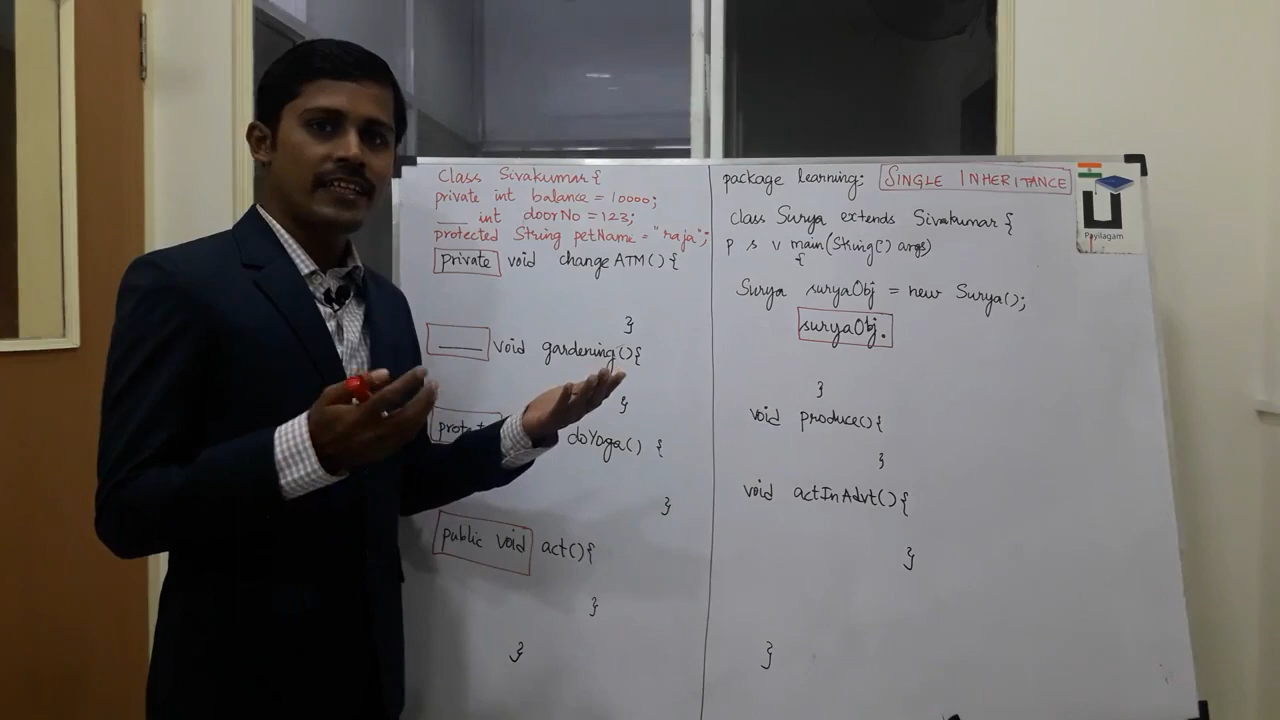 Class Sivakumar{
private int balance = 10000;
___ int doorNo = 123;
protected String petName = "raja";
private void changeATM(){
}
____ void gardening(){
}
doYoga() {
}
public void act(){
}
}
package learning; SINGLE INHERITANCE
class Surya extends Sivakumar {
p s v main(String[] args)
{
Surya suryaObj = new Surya();
suryaObj.
}
void produce(){
}
void actInAdvt(){
}
}
Payilagam